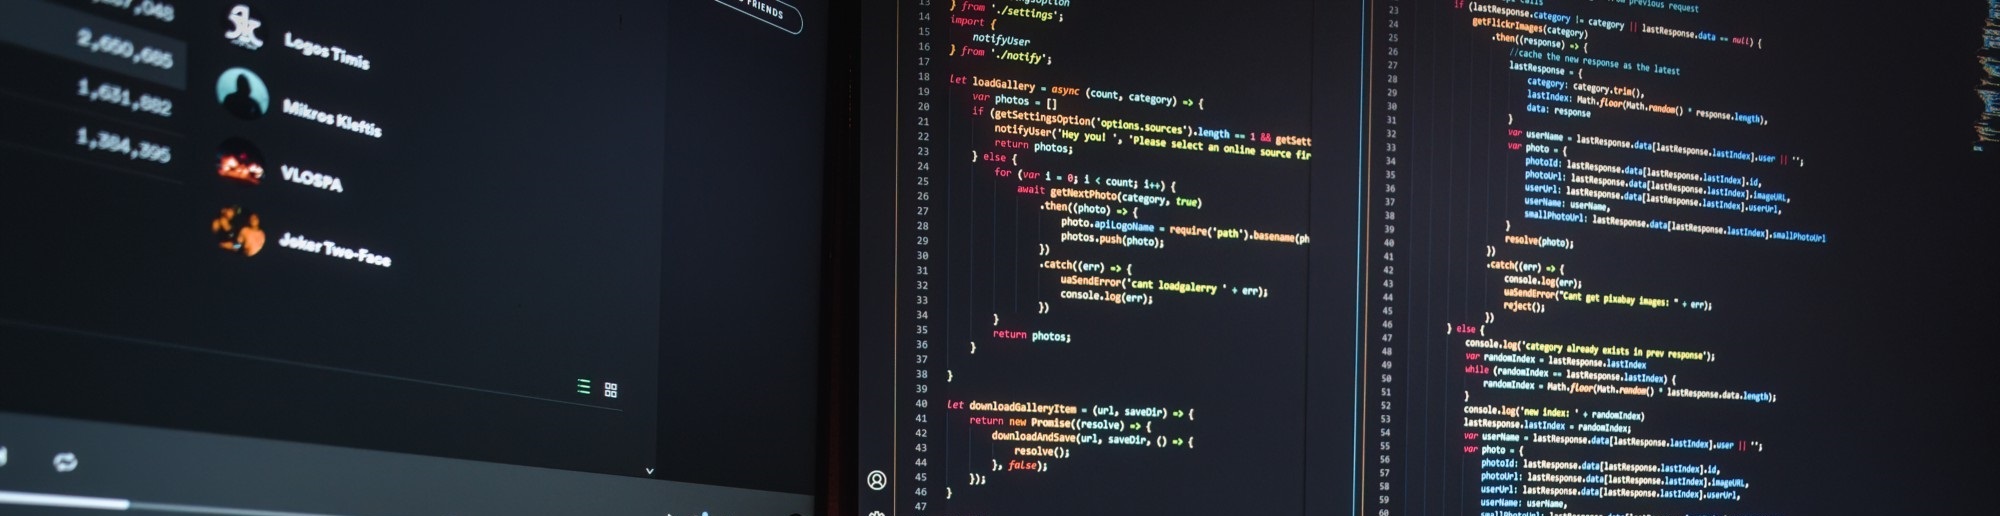 2,650,685
1,631,882
1,384,395
Logos Timis
Mikros Kleftis
VLOSPA
Joker Two-Face
FRIENDS
13
14 } from './settings';
15 import {
16 notifyUser
17 } from './notify';
18
19 let loadGallery = async (count, category) => {
20 var photos = []
21 if (getSettingsOption('options.sources').length == 1 && getSett
22 notifyUser('Hey you! ', 'Please select an online source fir
23 return photos;
24 } else {
25 for (var i = 0; i < count; i++) {
26 await getNextPhoto(category, true)
27 .then((photo) => {
28 photo.apiLogoName = require('path').basename(ph
29 photos.push(photo);
30 })
31 .catch((err) => {
32 uaSendError('cant loadgalerry ' + err);
33 console.log(err);
34 })
35 }
36 return photos;
37 }
38 }
39
40 let downloadGalleryItem = (url, saveDir) => {
41 return new Promise((resolve) => {
42 downloadAndSave(url, saveDir, () => {
43 resolve();
44 }, false);
45 });
46 }
47
previous request
23 if (lastResponse.category != category || lastResponse.data == null) {
24 getFlickrImages(category)
25 .then((response) => {
26 //cache the new response as the latest
27 lastResponse = {
28 category: category.trim(),
29 lastIndex: Math.floor(Math.random() * response.length),
30 data: response
31 }
32 var userName = lastResponse.data[lastResponse.lastIndex].user || '';
33 var photo = {
34 photoId: lastResponse.data[lastResponse.lastIndex].id,
35 photoUrl: lastResponse.data[lastResponse.lastIndex].imageURL,
36 userUrl: lastResponse.data[lastResponse.lastIndex].userUrl,
37 userName: userName,
38 smallPhotoUrl: lastResponse.data[lastResponse.lastIndex].smallPhotoUrl
39 }
40 resolve(photo);
41 })
42 .catch((err) => {
43 console.log(err);
44 uaSendError("Cant get pixabay images: " + err);
45 reject();
46 })
47 } else {
48 console.log('category already exists in prev response');
49 var randomIndex = lastResponse.lastIndex
50 while (randomIndex == lastResponse.lastIndex) {
51 randomIndex = Math.floor(Math.random() * lastResponse.data.length);
52 }
53 console.log('new index: ' + randomIndex)
54 lastResponse.lastIndex = randomIndex;
55 var userName = lastResponse.data[lastResponse.lastIndex].user || '';
56 var photo = {
57 photoId: lastResponse.data[lastResponse.lastIndex].id,
58 photoUrl: lastResponse.data[lastResponse.lastIndex].imageURL,
59 userUrl: lastResponse.data[lastResponse.lastIndex].userUrl,
60 userName: userName,